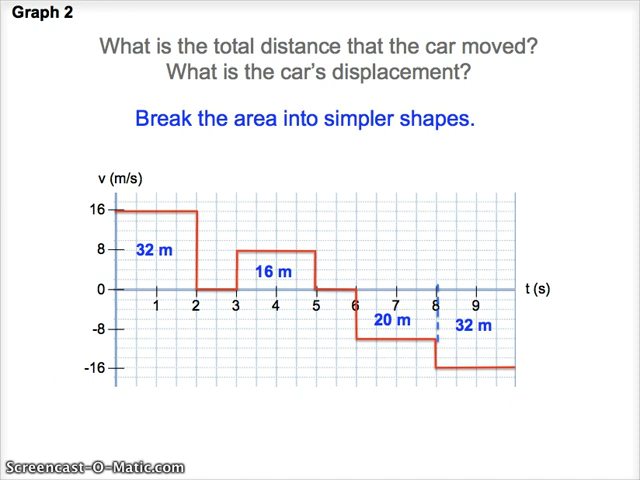 Graph 2
What is the total distance that the car moved?
What is the car's displacement?
Break the area into simpler shapes.
v (m/s)
16
32 m
8
16 m
0
t (s)
1 2 3 4 5 6 7 8 9
-8
20 m
32 m
-16
Screencast-O-Matic.com